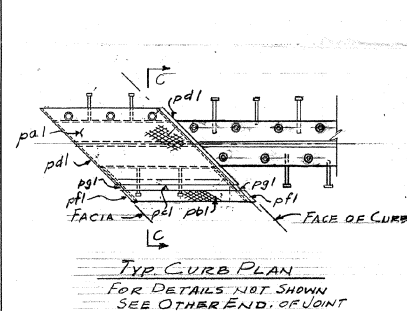 C
pd1
pa1
pd1
pg1
pf1
FACIA
pc1
pb1
pg1
pf1
FACE OF CURB
C
TYP. CURB PLAN
FOR DETAILS NOT SHOWN
SEE OTHER END. OF JOINT